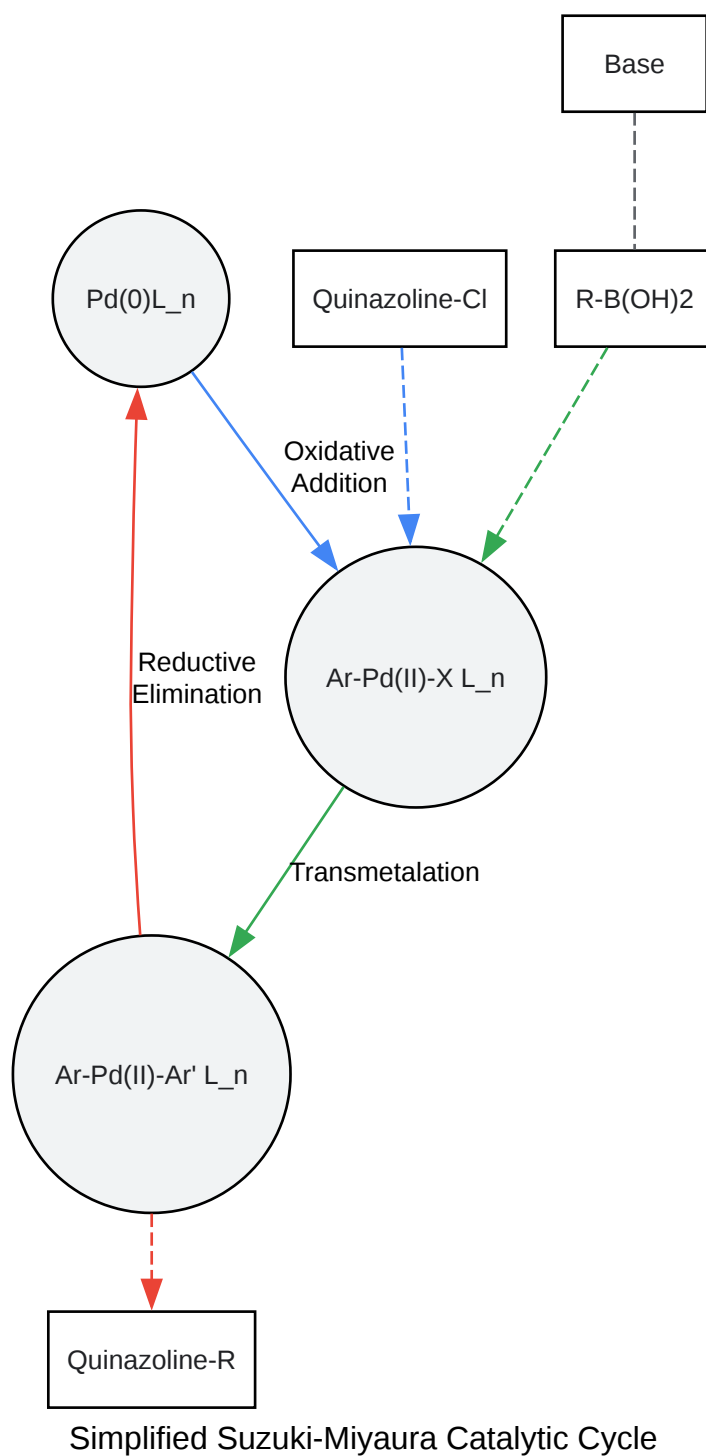 Base
Pd(0)L_n
Quinazoline-Cl
R-B(OH)2
Oxidative
Addition
Reductive
Elimination
Ar-Pd(II)-X L_n
Transmetalation
Ar-Pd(II)-Ar' L_n
Quinazoline-R
Simplified Suzuki-Miyaura Catalytic Cycle